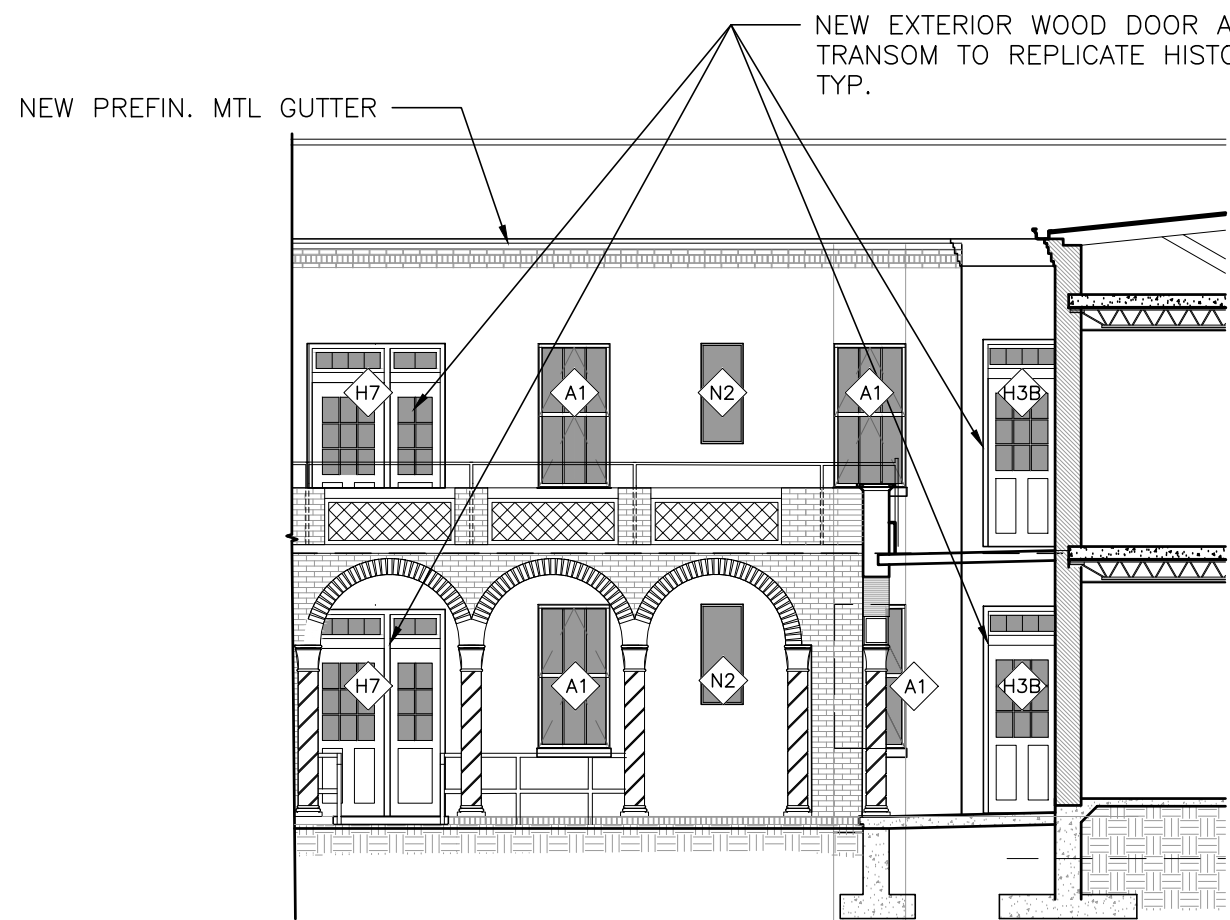 NEW EXTERIOR WOOD DOOR
TRANSOM TO REPLICATE
TYP.
NEW PREFIN. MTL GUTTER
H7
A1
N2
A1
H3B
H7
A1
N2
A1
H3B